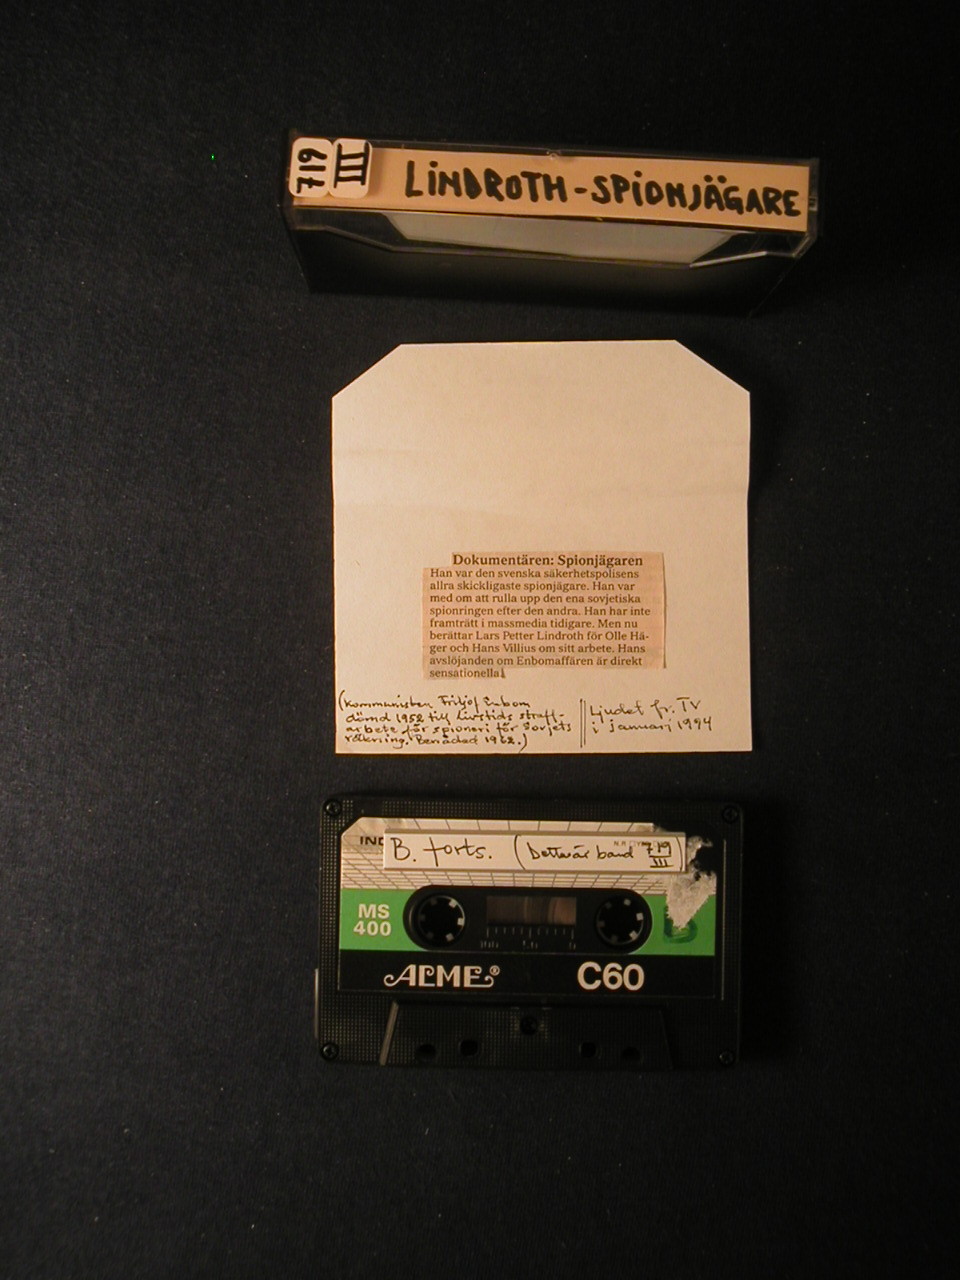 719
III
LINDROTH-SPIONJÄGARE
Dokumentären: Spionjägaren
Han var den svenska säkerhetspolisens
allra skickligaste spionjägare. Han var
med om att rulla upp den ena sovjetiska
spionringen efter den andra. Han har inte
framträtt i massmedia tidigare. Men nu
berättar Lars Petter Lindroth för Olle Hä-
ger och Hans Villius om sitt arbete. Hans
avslöjanden om Enbomaffären är direkt
sensationella.
(Kommunisten Fritjof Enbom
dömd 1952 till livstids straff-
arbete för spioneri för Sovjets
räkning. Benådad 1962.)
Ljudet fr. TV
i januari 1994
B. forts. (Detta är band 719
III)
MS
400
B
100 50 0
ACME®
C60